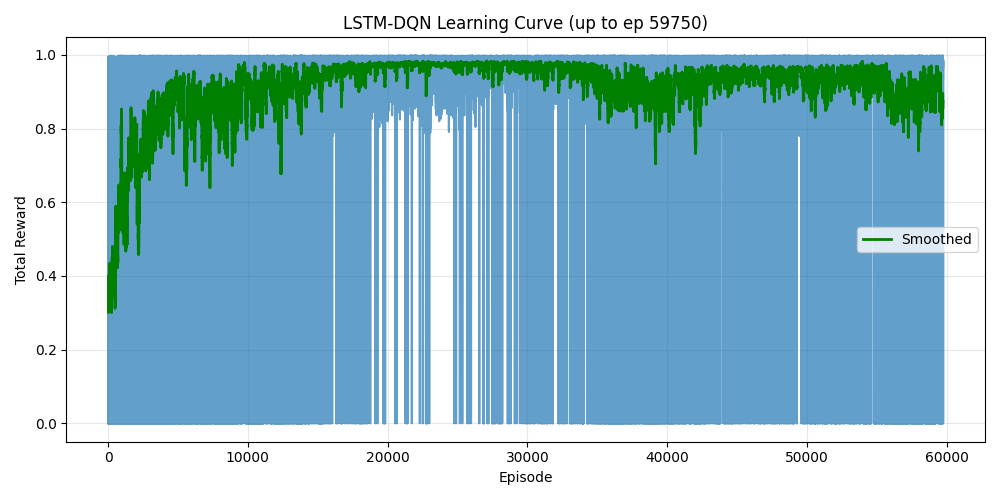 LSTM-DQN Learning Curve (up to ep 59750)
1.0
0.8
0.6
0.4
0.2
0.0
Total Reward
Smoothed
0 10000 20000 30000 40000 50000 60000
Episode